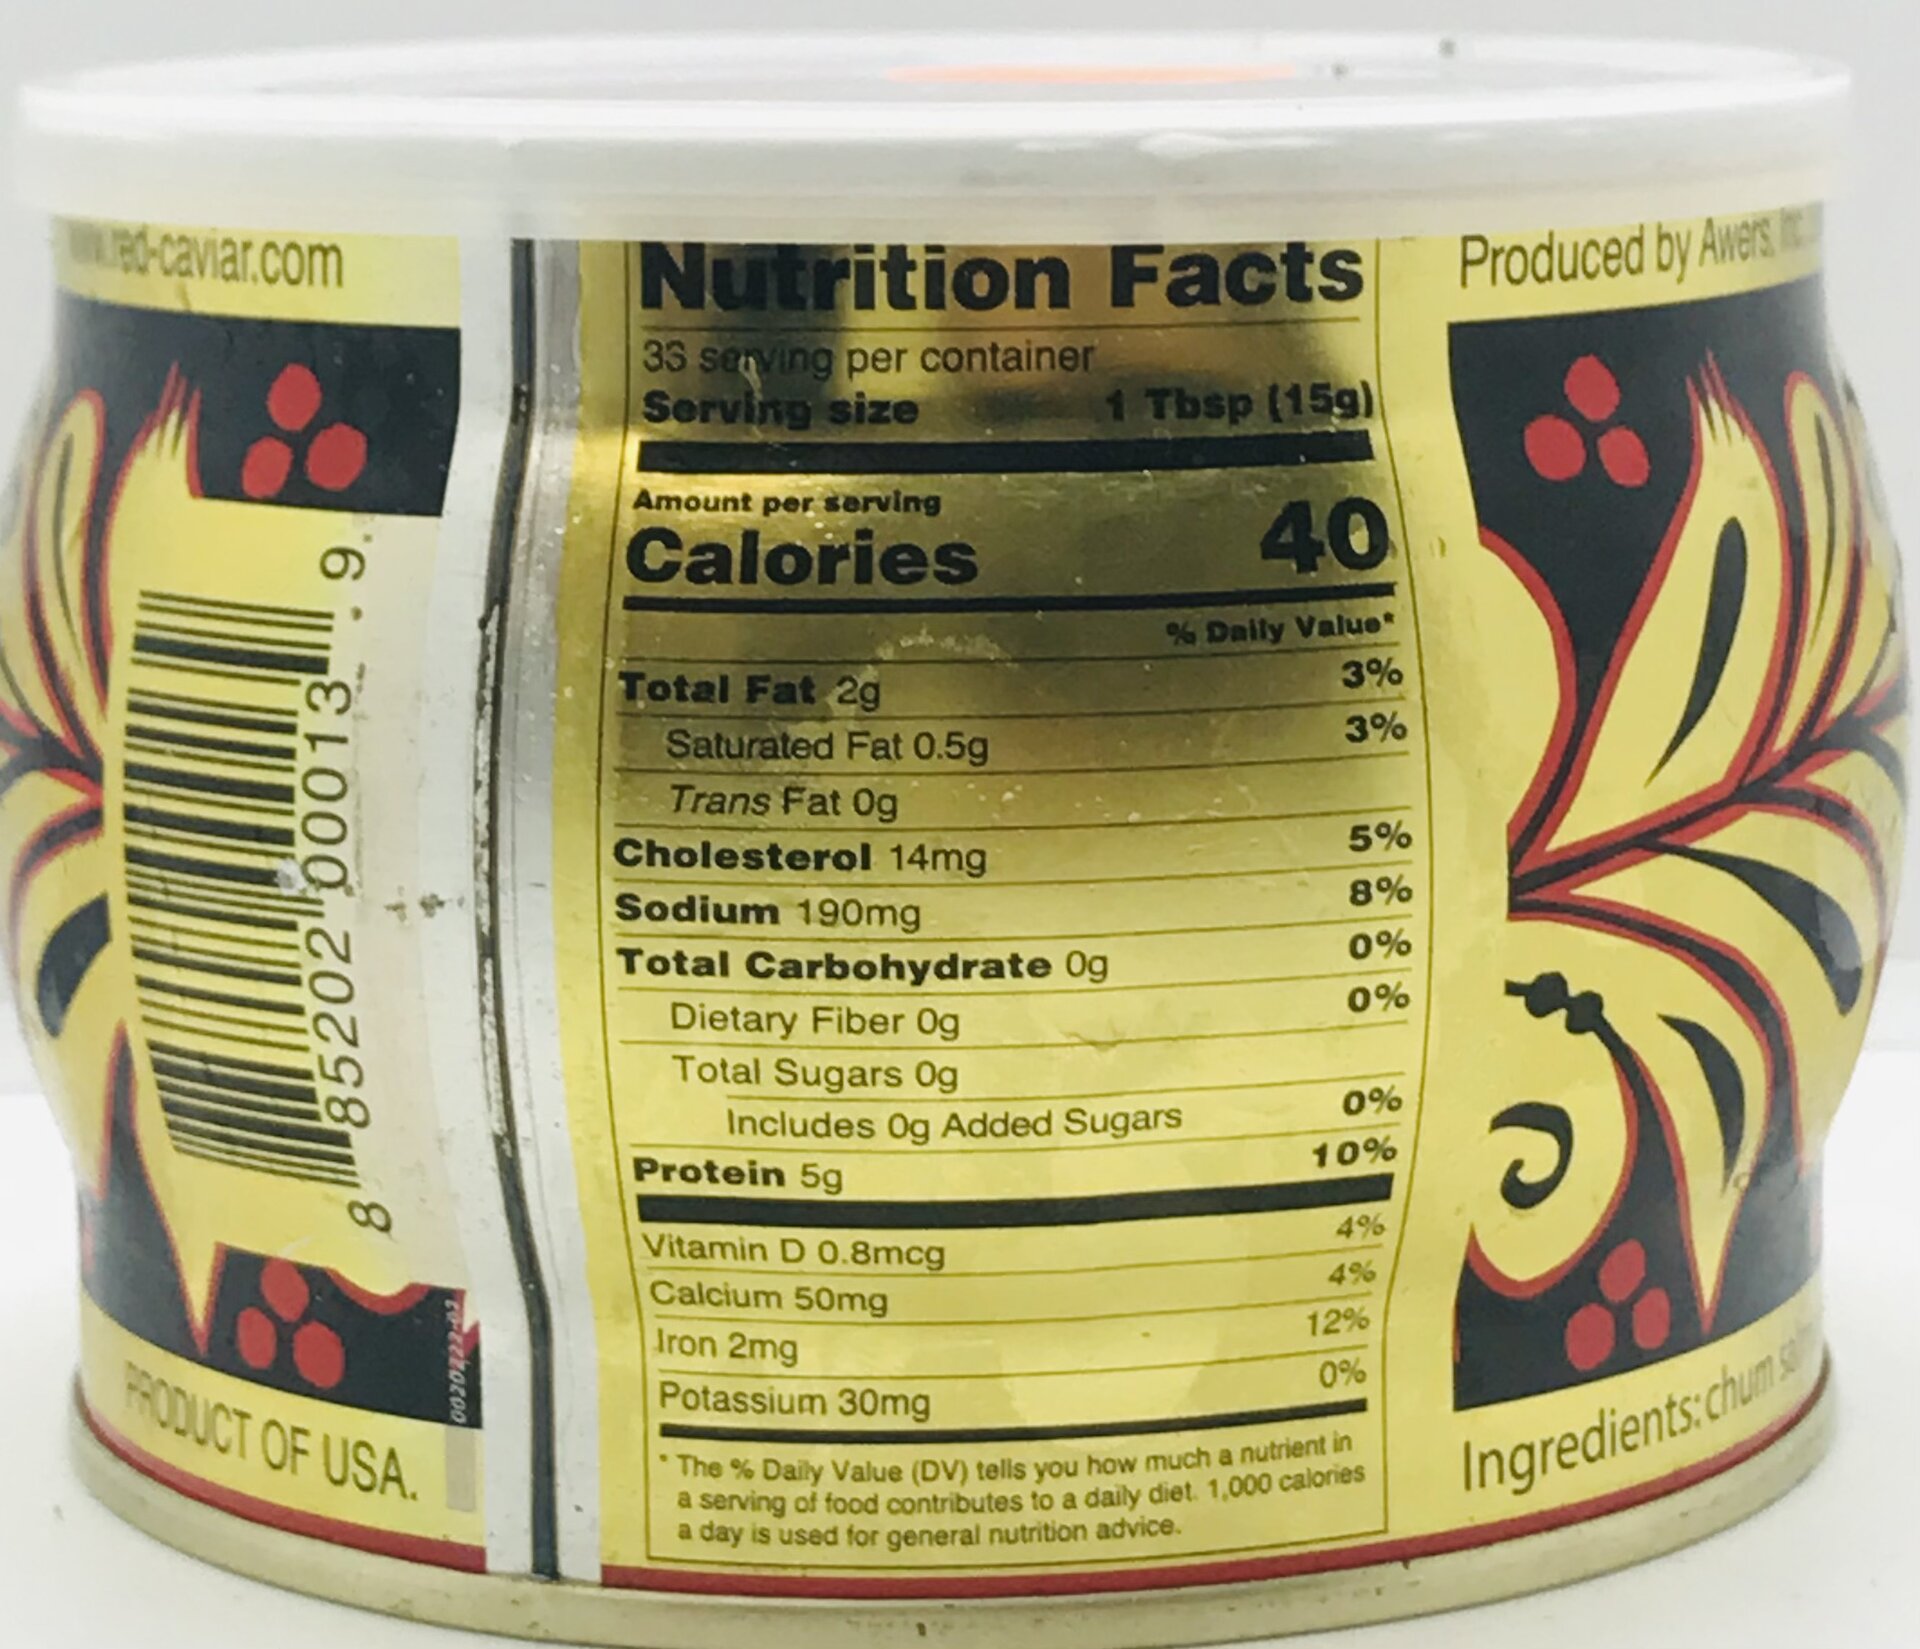 www.red-caviar.com
8 85202 00013 9
PRODUCT OF USA.
Nutrition Facts
33 serving per container
Serving size 1 Tbsp (15g)
Amount per serving
Calories 40
% Daily Value*
Total Fat 2g 3%
Saturated Fat 0.5g 3%
Trans Fat 0g
Cholesterol 14mg 5%
Sodium 190mg 8%
Total Carbohydrate 0g 0%
Dietary Fiber 0g 0%
Total Sugars 0g
Includes 0g Added Sugars 0%
Protein 5g 10%
Vitamin D 0.8mcg 4%
Calcium 50mg 4%
Iron 2mg 12%
Potassium 30mg 0%
* The % Daily Value (DV) tells you how much a nutrient in
a serving of food contributes to a daily diet. 1,000 calories
a day is used for general nutrition advice.
Produced by Awers, Inc.
Ingredients: chum